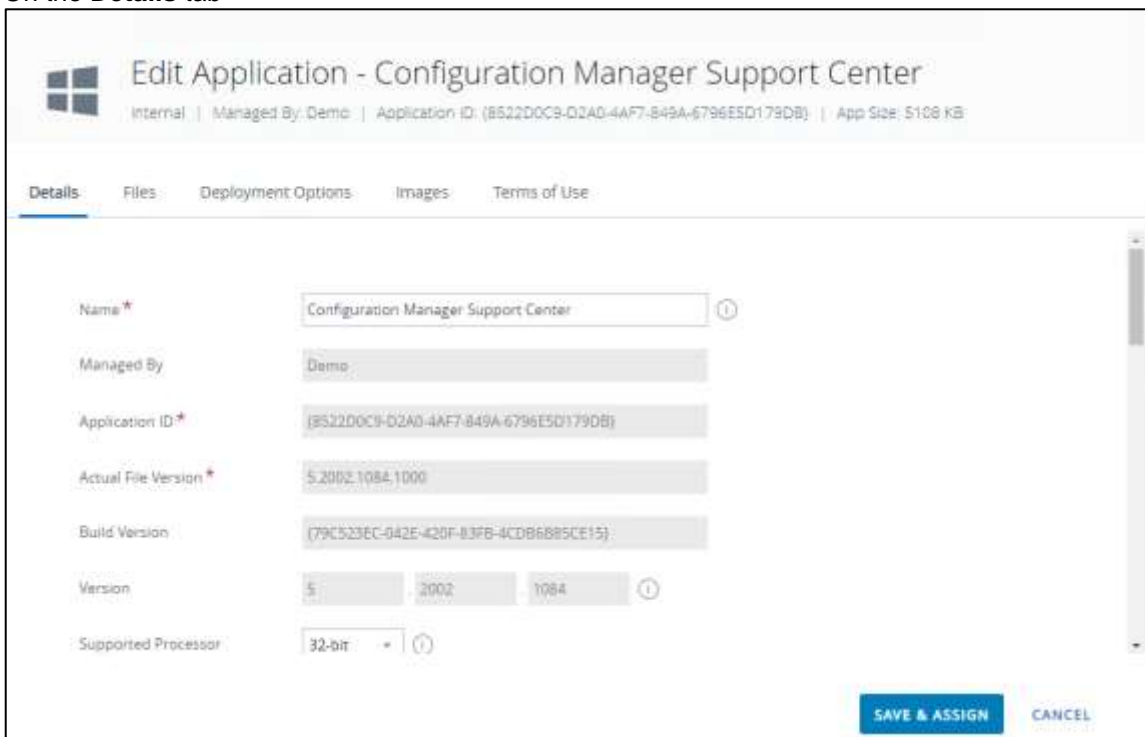 On the Details tab
Edit Application - Configuration Manager Support Center
Internal | Managed By: Demo | Application ID: {8522D0C9-D2A0-4AF7-849A-6796E5D179DB} | App Size: 5108 KB
Details Files Deployment Options Images Terms of Use
Name * Configuration Manager Support Center
Managed By Demo
Application ID * {8522D0C9-D2A0-4AF7-849A-6796E5D179DB}
Actual File Version * 5.2002.1084.1000
Build Version {79C523EC-042E-420F-83FB-4CDB6B85CE15}
Version 5 . 2002 . 1084
Supported Processor 32-bit
SAVE & ASSIGN CANCEL